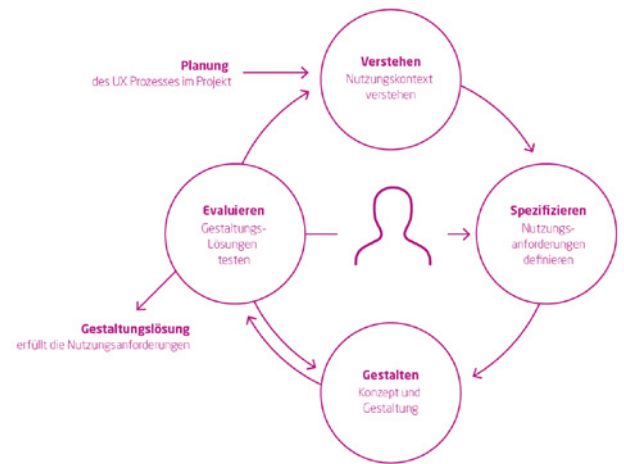 Planung
des UX Prozesses im Projekt
Verstehen
Nutzungskontext
verstehen
Evaluieren
Gestaltungs-
Lösungen
testen
Spezifizieren
Nutzungs-
anforderungen
definieren
Gestaltungslösung
erfüllt die Nutzungsanforderungen
Gestalten
Konzept und
Gestaltung